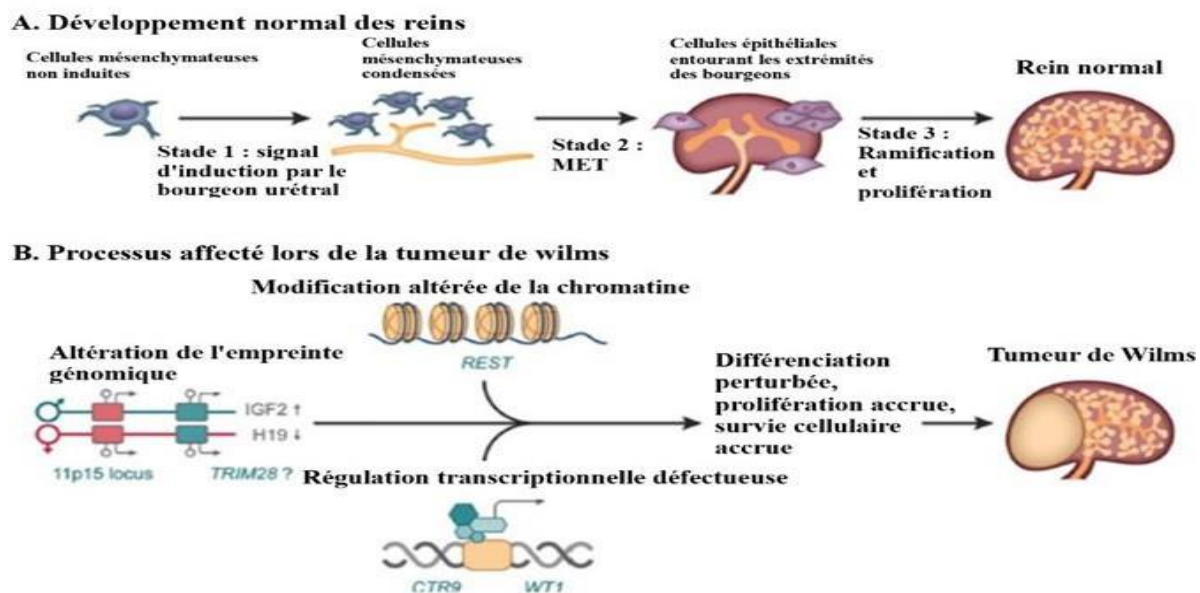 A. Développement normal des reins
Cellules mésenchymateuses
non induites
Cellules
mésenchymateuses
condensées
Cellules épithéliales
entourant les extrémités
des bourgeons
Rein normal
Stade 1 : signal
d'induction par le
bourgeon urétral
Stade 2 :
MET
Stade 3 :
Ramification
et
prolifération
B. Processus affecté lors de la tumeur de wilms
Modification altérée de la chromatine
REST
Altération de l'empreinte
génomique
IGF2 ↑
H19 ↓
11p15 locus
TRIM28 ?
Différenciation
perturbée,
prolifération accrue,
survie cellulaire
accrue
Tumeur de Wilms
Régulation transcriptionnelle défectueuse
CTR9
WT1